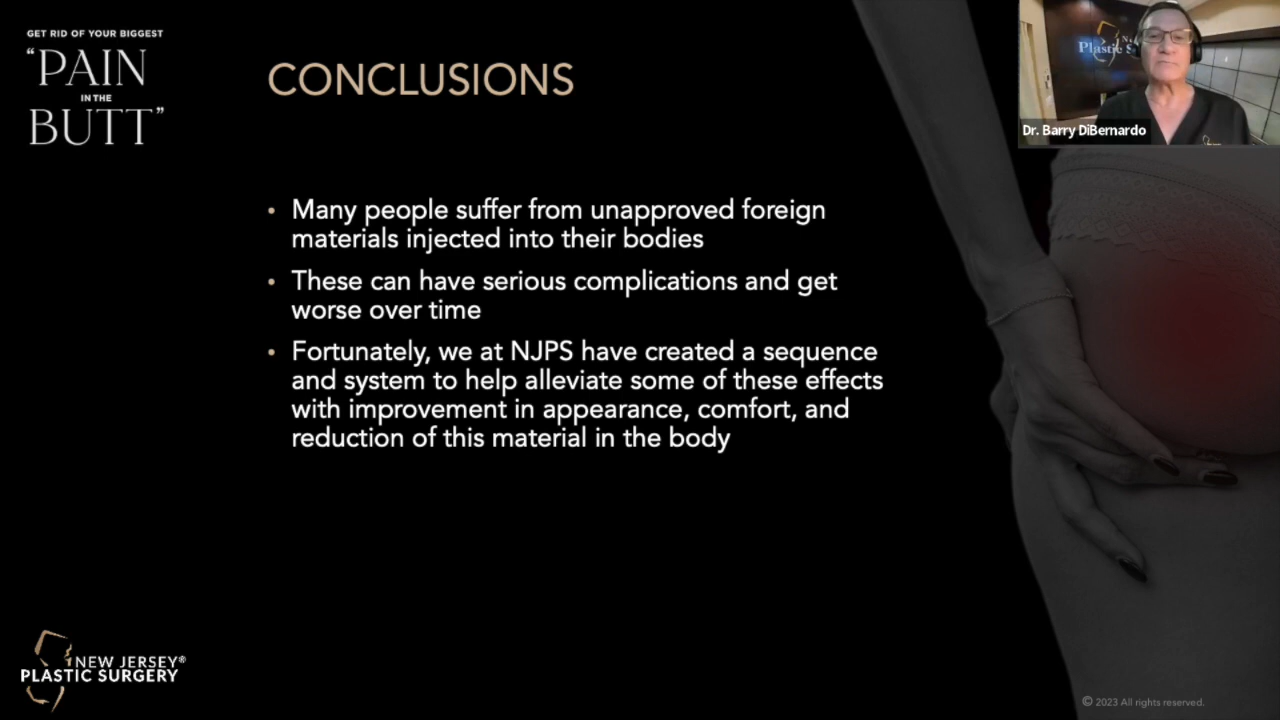 GET RID OF YOUR BIGGEST
“PAIN
IN THE
BUTT”
CONCLUSIONS
Plastic S
Dr. Barry DiBernardo
• Many people suffer from unapproved foreign
materials injected into their bodies
• These can have serious complications and get
worse over time
• Fortunately, we at NJPS have created a sequence
and system to help alleviate some of these effects
with improvement in appearance, comfort, and
reduction of this material in the body
NEW JERSEY®
PLASTIC SURGERY
© 2023 All rights reserved.